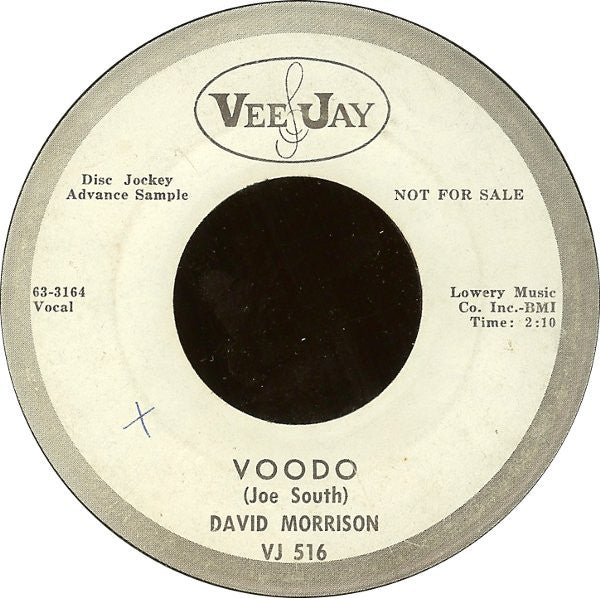 VEE JAY
Disc Jockey
Advance Sample
NOT FOR SALE
63-3164
Vocal
Lowery Music
Co. Inc.-BMI
Time: 2:10
X
VOODO
(Joe South)
DAVID MORRISON
VJ 516